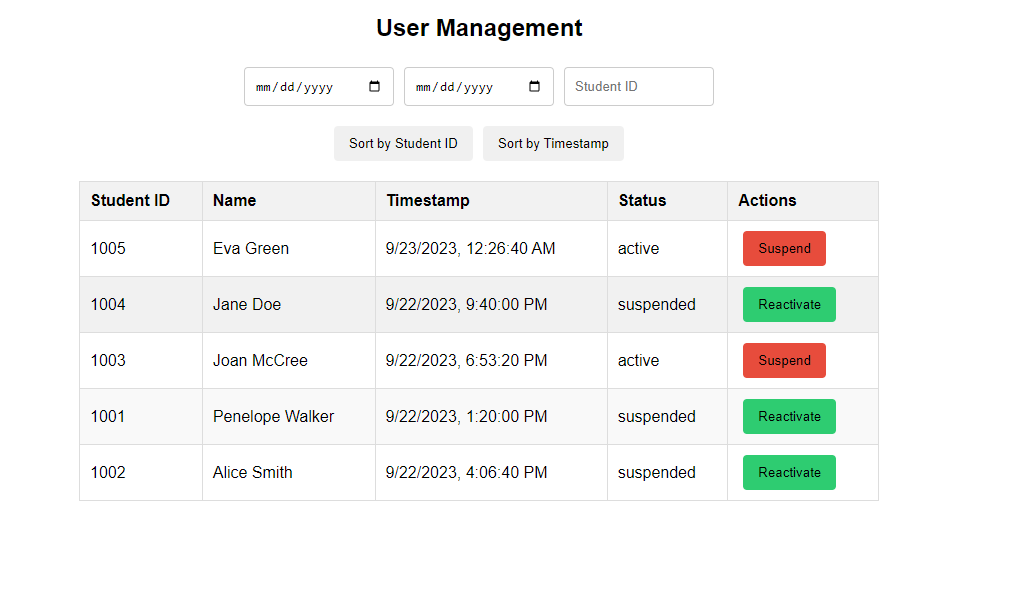 User Management
mm/dd/yyyy mm/dd/yyyy Student ID
Sort by Student ID Sort by Timestamp
Student ID Name Timestamp Status Actions
1005 Eva Green 9/23/2023, 12:26:40 AM active Suspend
1004 Jane Doe 9/22/2023, 9:40:00 PM suspended Reactivate
1003 Joan McCree 9/22/2023, 6:53:20 PM active Suspend
1001 Penelope Walker 9/22/2023, 1:20:00 PM suspended Reactivate
1002 Alice Smith 9/22/2023, 4:06:40 PM suspended Reactivate